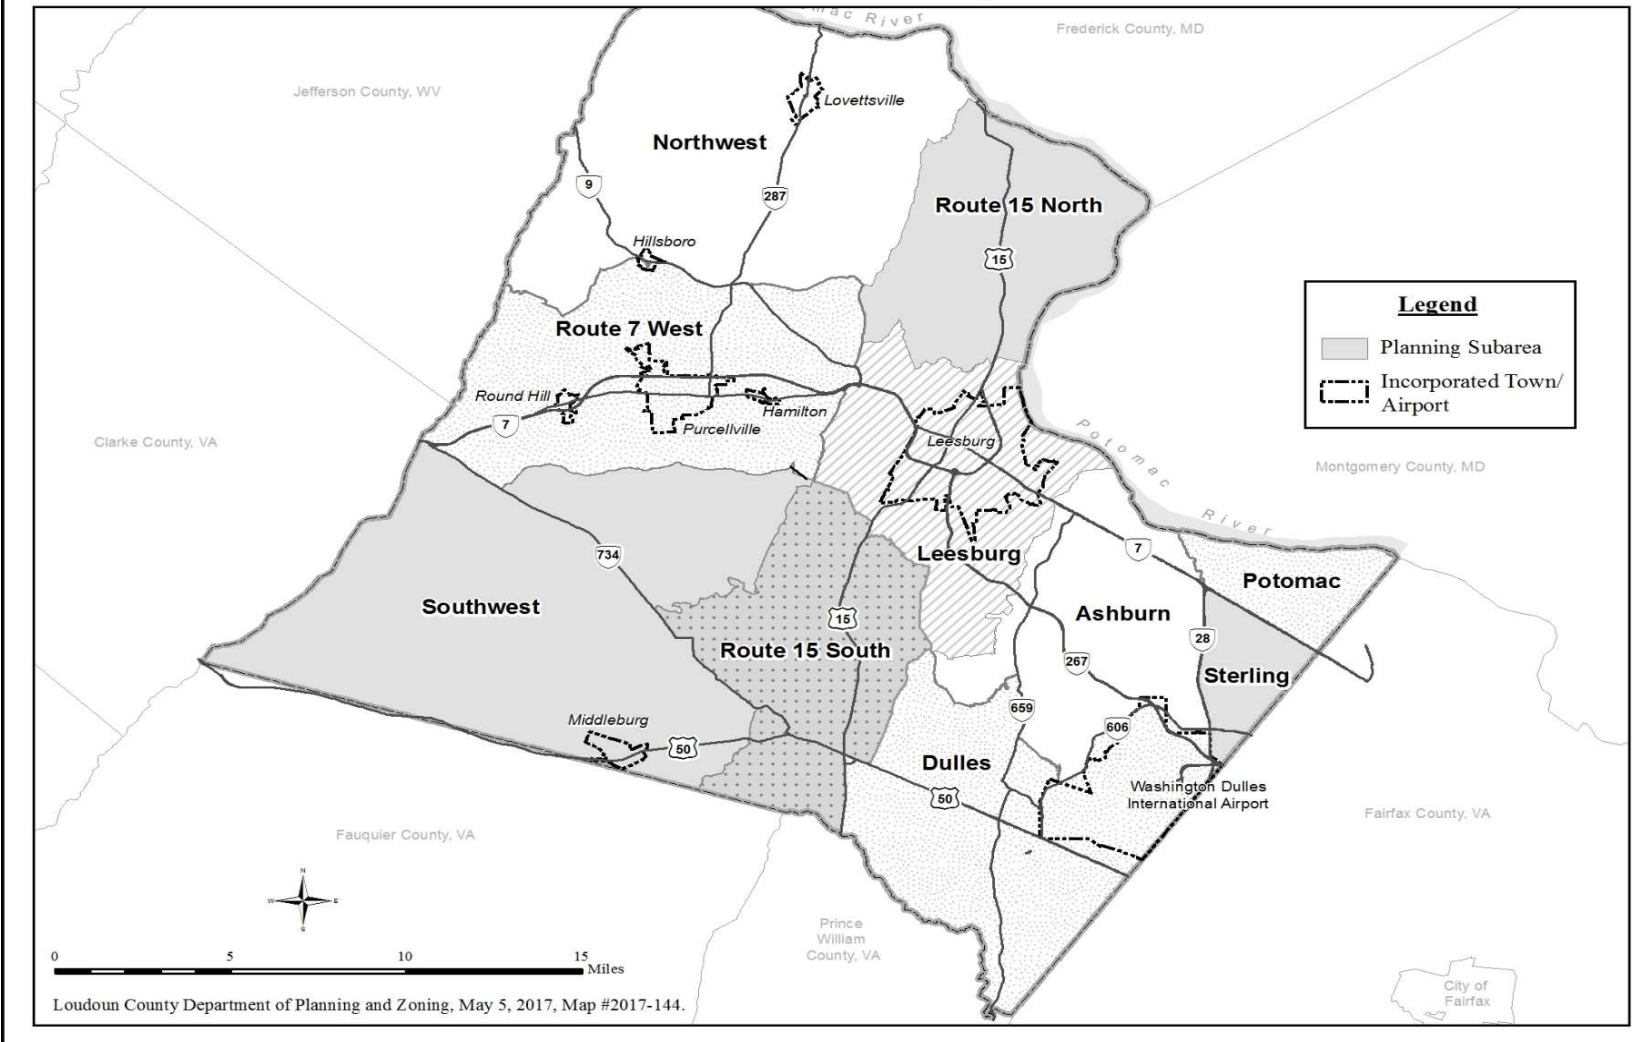 mac River
Frederick County, MD
Jefferson County, WV
Lovettsville
Northwest
9
287
Route 15 North
Hillsboro
15
Legend
Planning Subarea
Incorporated Town/
Airport
Route 7 West
Round Hill
Hamilton
7
Purcellville
Leesburg
Clarke County, VA
Potomac
River
Montgomery County, MD
734
Leesburg
7
Potomac
Southwest
15
Ashburn
28
Route 15 South
267
Sterling
Middleburg
659
606
50
Dulles
50
Washington Dulles
International Airport
Fauquier County, VA
Fairfax County, VA
N
W
E
S
Prince
William
County, VA
0
5
10
15
Miles
City of
Fairfax
Loudoun County Department of Planning and Zoning, May 5, 2017, Map #2017-144.